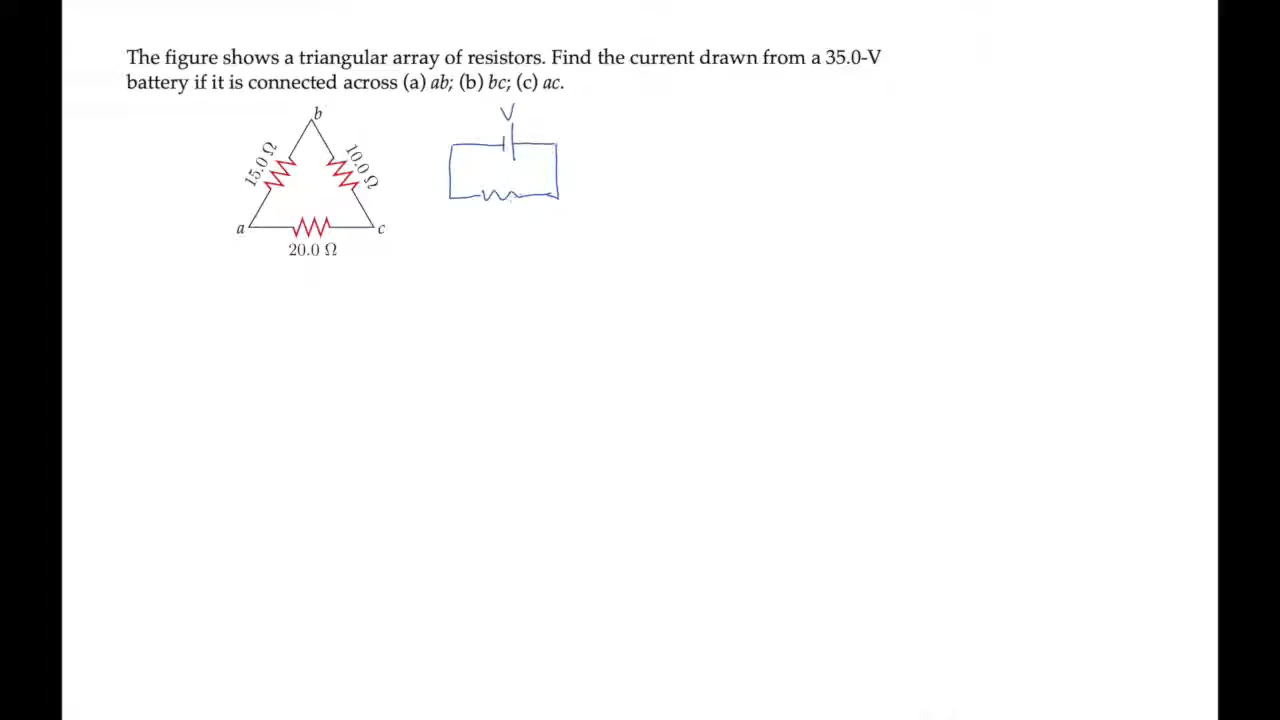 The figure shows a triangular array of resistors. Find the current drawn from a 35.0-V
battery if it is connected across (a) ab; (b) bc; (c) ac.
b
V
15.0 Ω
10.0 Ω
a
c
20.0 Ω